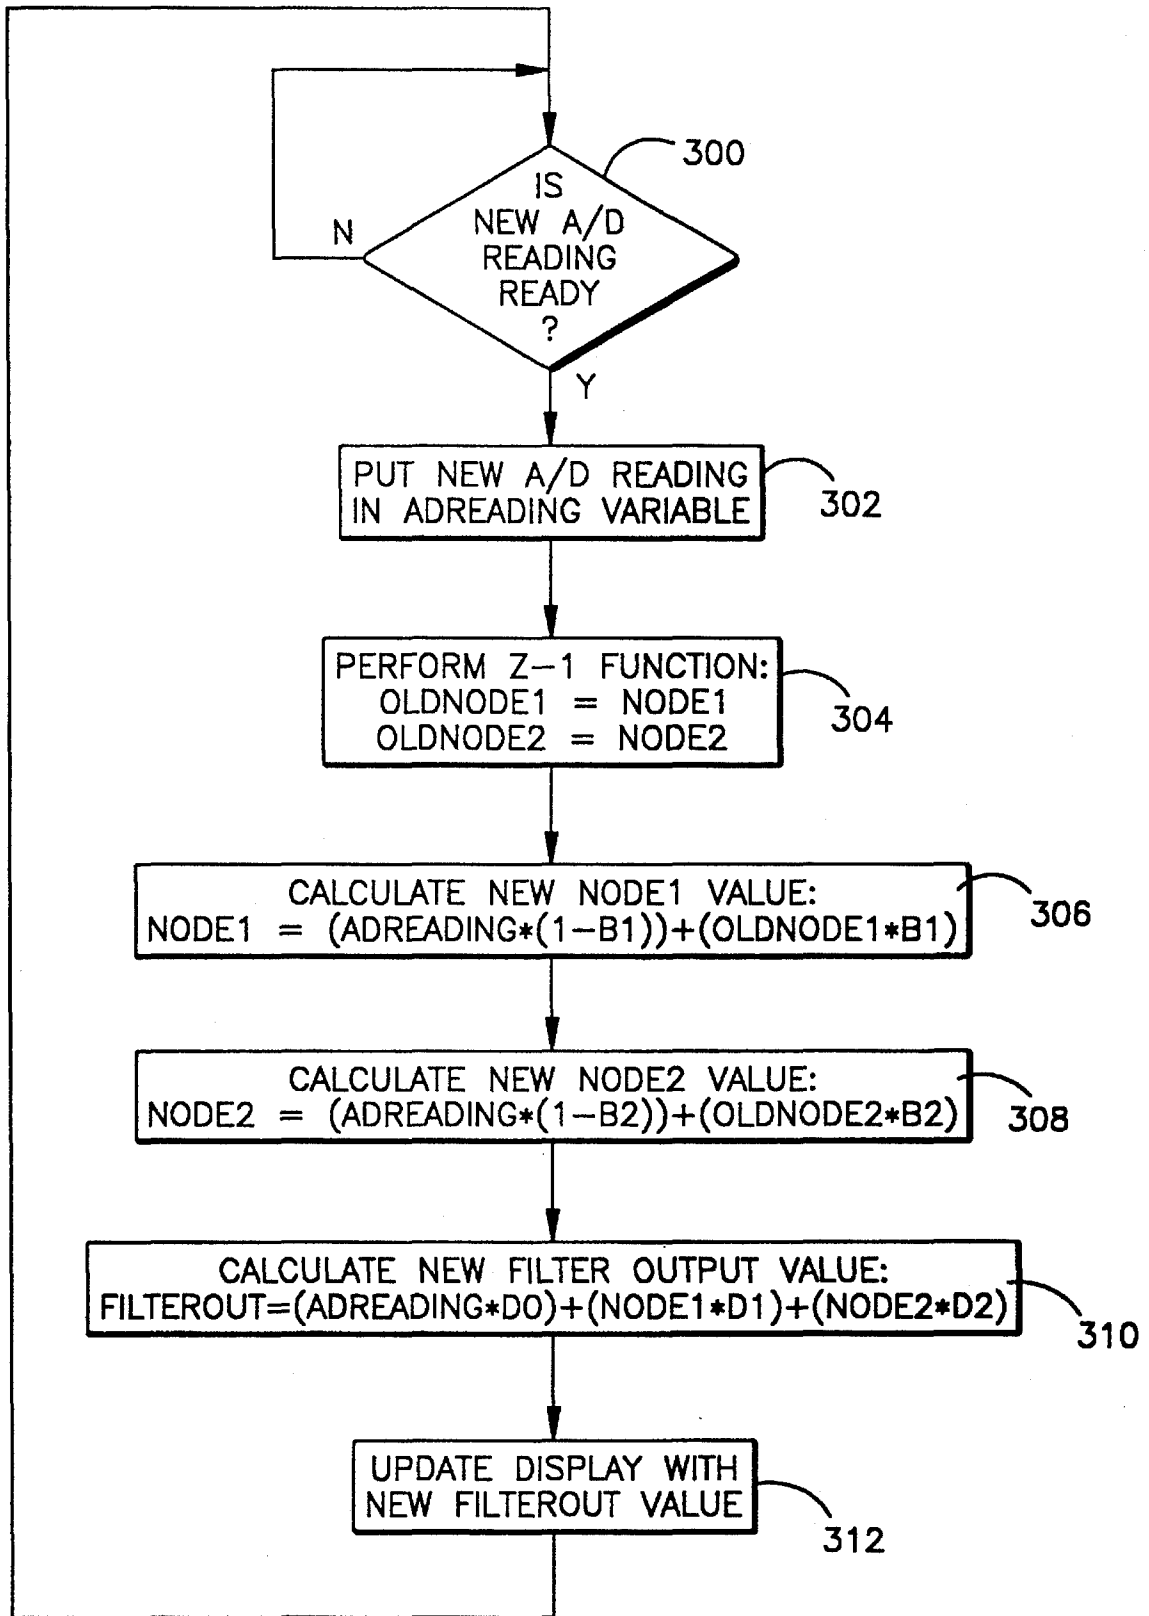 300
IS
NEW A/D
READING
READY
?
N
Y
PUT NEW A/D READING
IN ADREADING VARIABLE
302
PERFORM Z-1 FUNCTION:
OLDNODE1 = NODE1
OLDNODE2 = NODE2
304
CALCULATE NEW NODE1 VALUE:
NODE1 = (ADREADING*(1-B1))+(OLDNODE1*B1)
306
CALCULATE NEW NODE2 VALUE:
NODE2 = (ADREADING*(1-B2))+(OLDNODE2*B2)
308
CALCULATE NEW FILTER OUTPUT VALUE:
FILTEROUT=(ADREADING*D0)+(NODE1*D1)+(NODE2*D2)
310
UPDATE DISPLAY WITH
NEW FILTEROUT VALUE
312